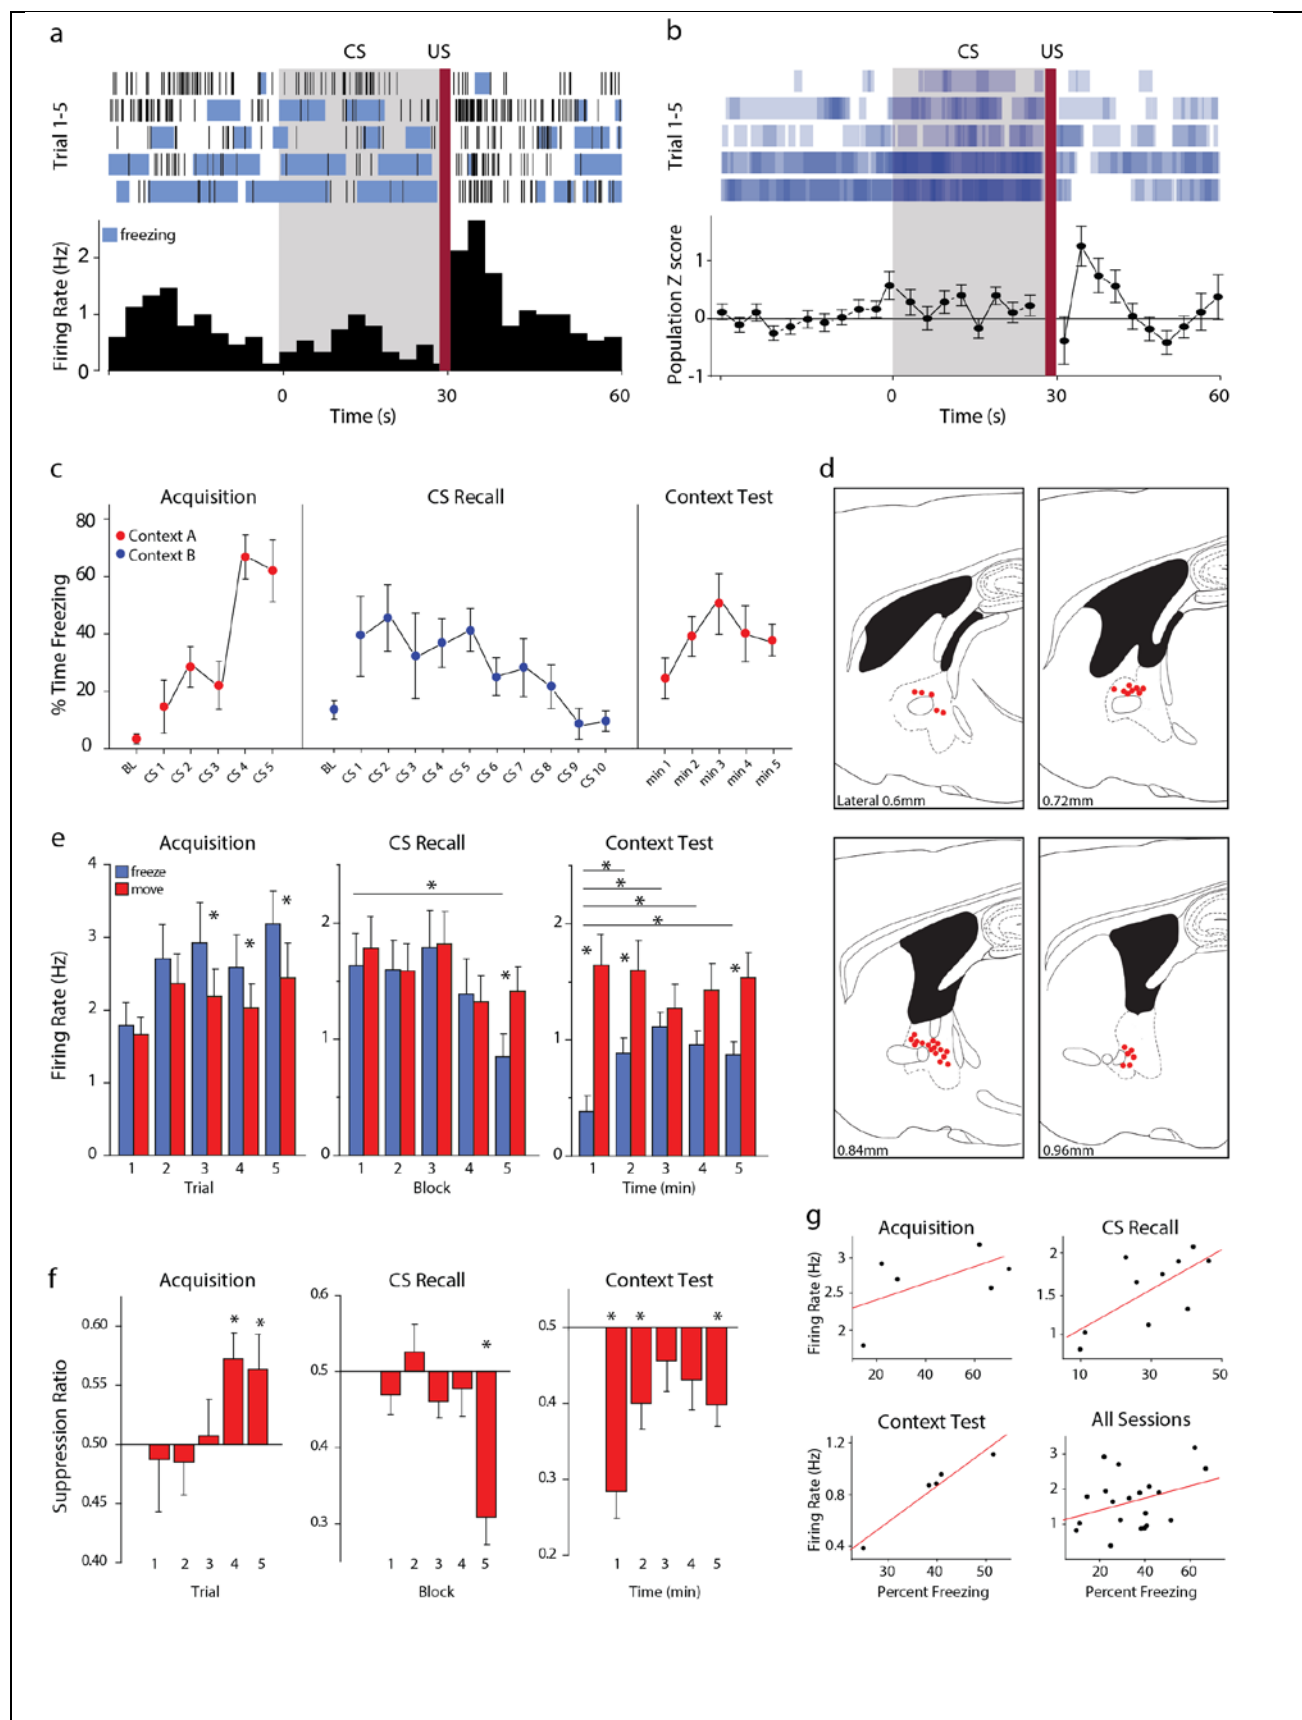 a
CS
US
Trial 1-5
freezing
Firing Rate (Hz)
2
1
0
0
30
60
Time (s)
b
CS
US
Trial 1-5
Population Z score
1
0
-1
0
30
60
Time (s)
c
Acquisition
CS Recall
Context Test
Context A
Context B
% Time Freezing
80
60
40
20
0
BL
CS 1
CS 2
CS 3
CS 4
CS 5
BL
CS 1
CS 2
CS 3
CS 4
CS 5
CS 6
CS 7
CS 8
CS 9
CS 10
min 1
min 2
min 3
min 4
min 5
d
Lateral 0.6mm
0.72mm
0.84mm
0.96mm
e
Acquisition
CS Recall
Context Test
freeze
move
Firing Rate (Hz)
4
3
2
1
0
* * *
1 2 3 4 5
Trial
2
1
0
*
*
1 2 3 4 5
Block
2
1
0
*
*
*
*
* * *
1 2 3 4 5
Time (min)
f
Acquisition
CS Recall
Context Test
Suppression Ratio
0.60
0.55
0.50
0.45
0.40
* *
1 2 3 4 5
Trial
0.6
0.5
0.4
0.3
*
1 2 3 4 5
Block
0.5
0.4
0.3
0.2
* * *
1 2 3 4 5
Time (min)
g
Acquisition
Firing Rate (Hz)
3
2.5
2
20 40 60
CS Recall
2
1.5
1
10 30 50
Context Test
Firing Rate (Hz)
1.2
0.8
0.4
30 40 50
Percent Freezing
All Sessions
3
2
1
20 40 60
Percent Freezing